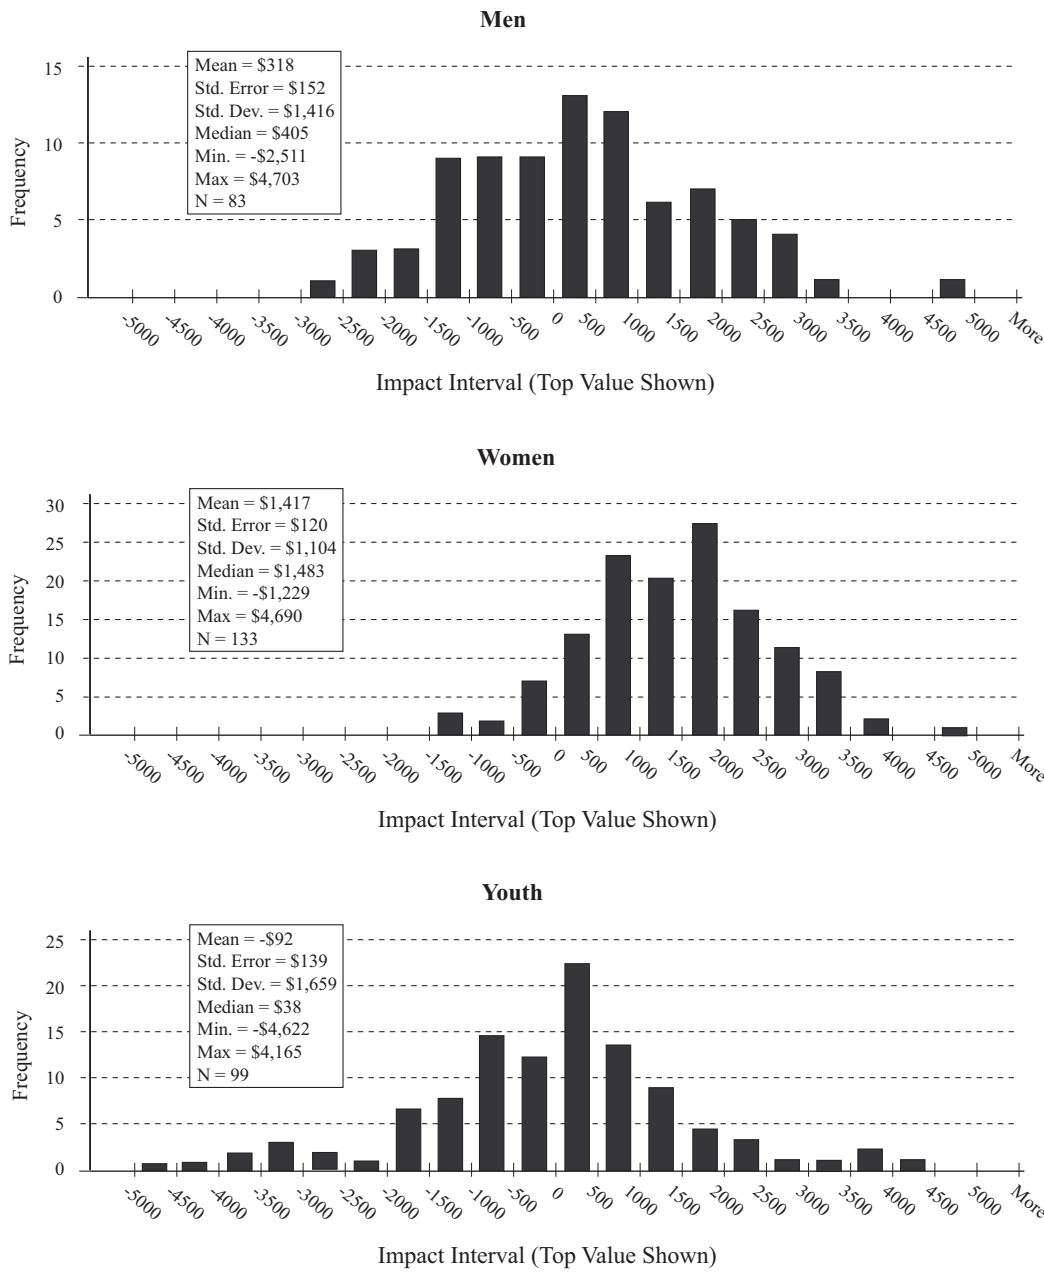 Men
15
10
5
0
Frequency
Mean = $318
Std. Error = $152
Std. Dev. = $1,416
Median = $405
Min. = -$2,511
Max = $4,703
N = 83
-5000 -4500 -4000 -3500 -3000 -2500 -2000 -1500 -1000 -500 0 500 1000 1500 2000 2500 3000 3500 4000 4500 5000 More
Impact Interval (Top Value Shown)
Women
30
25
20
15
10
5
0
Frequency
Mean = $1,417
Std. Error = $120
Std. Dev. = $1,104
Median = $1,483
Min. = -$1,229
Max = $4,690
N = 133
-5000 -4500 -4000 -3500 -3000 -2500 -2000 -1500 -1000 -500 0 500 1000 1500 2000 2500 3000 3500 4000 4500 5000 More
Impact Interval (Top Value Shown)
Youth
25
20
15
10
5
0
Frequency
Mean = -$92
Std. Error = $139
Std. Dev. = $1,659
Median = $38
Min. = -$4,622
Max = $4,165
N = 99
-5000 -4500 -4000 -3500 -3000 -2500 -2000 -1500 -1000 -500 0 500 1000 1500 2000 2500 3000 3500 4000 4500 5000 More
Impact Interval (Top Value Shown)